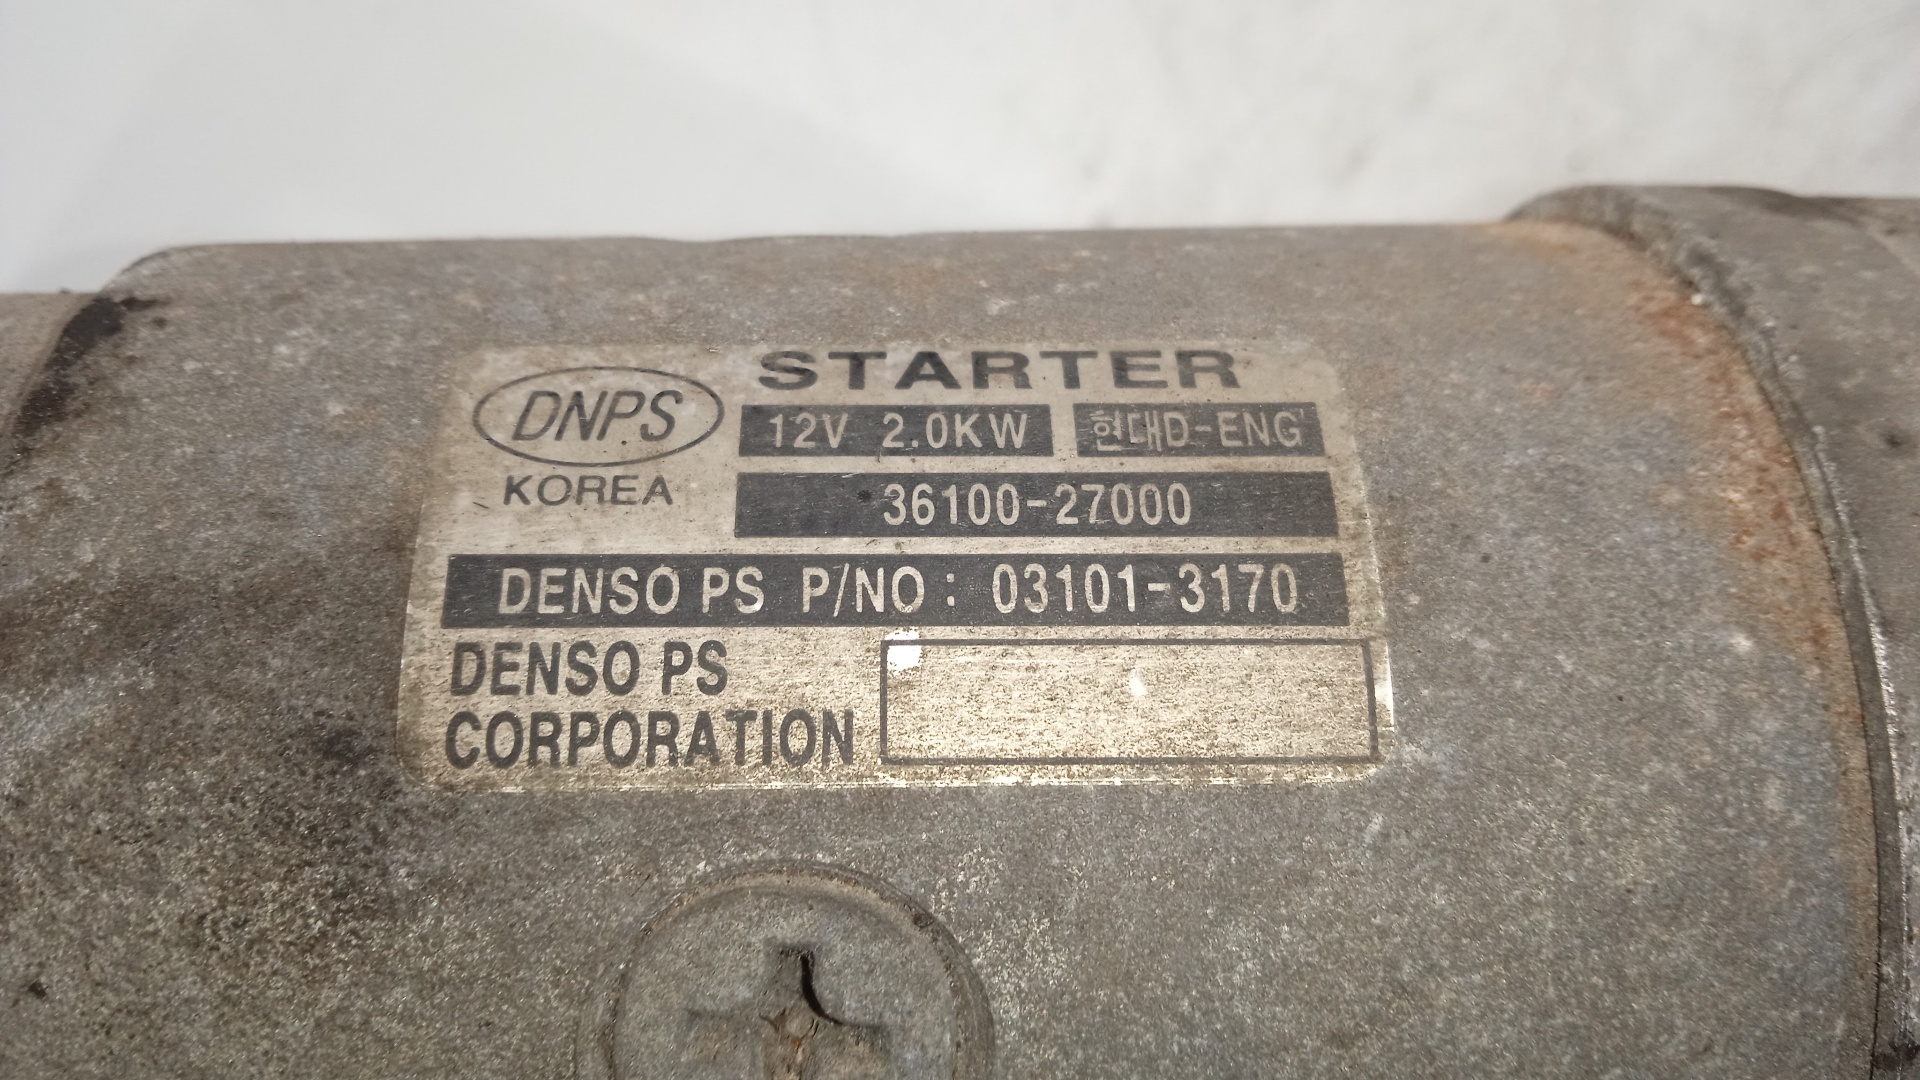 STARTER
DNPS
12V 2.0KW 현대D-ENG'
KOREA
36100-27000
DENSO PS P/NO : 03101-3170
DENSO PS
CORPORATION